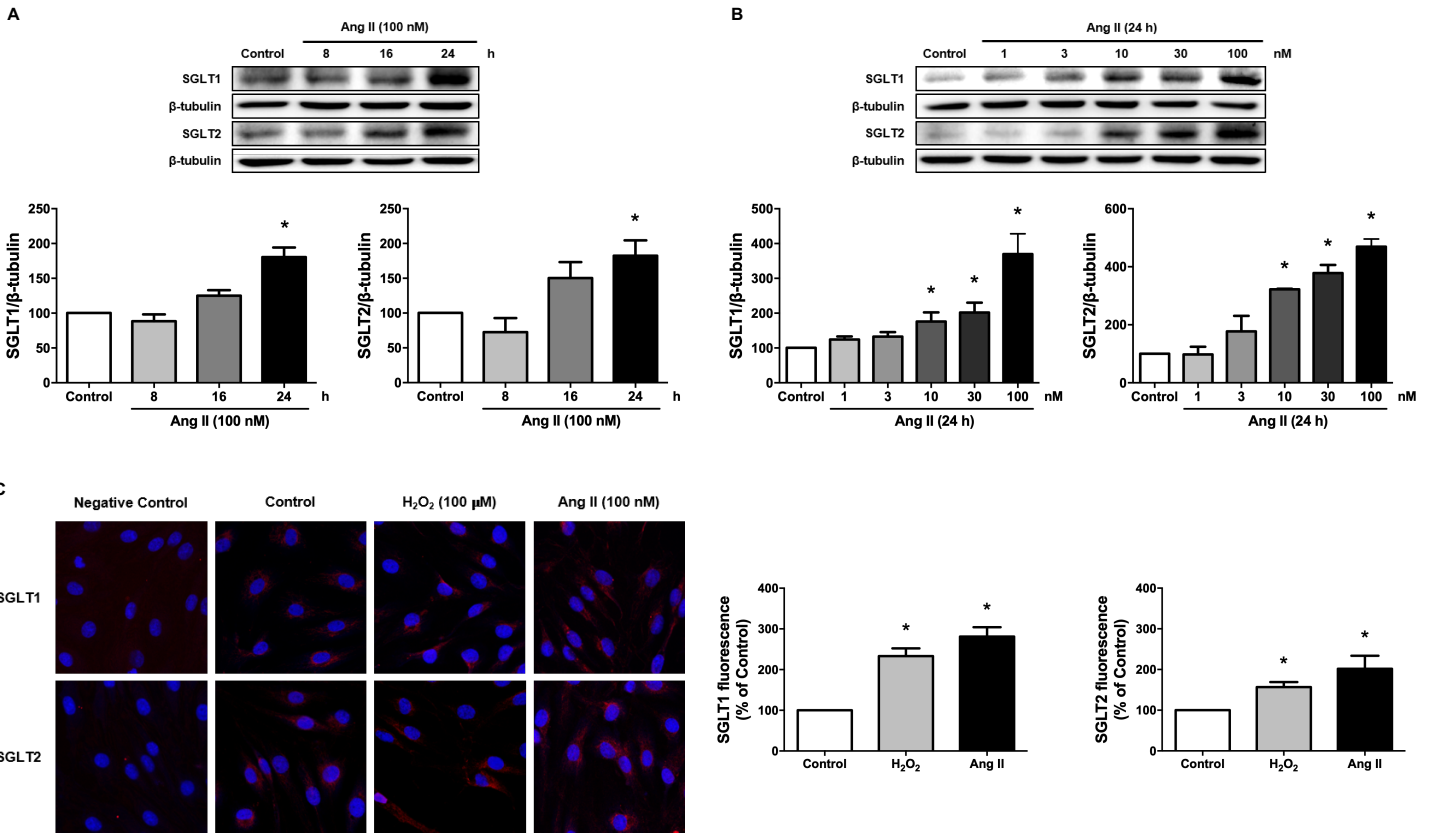 A
Ang II (100 nM)
Control 8 16 24 h
SGLT1
β-tubulin
SGLT2
β-tubulin
SGLT1/β-tubulin
250
200
150
100
50
0
*
Control 8 16 24 h
Ang II (100 nM)
SGLT2/β-tubulin
250
200
150
100
50
0
*
Control 8 16 24 h
Ang II (100 nM)
B
Ang II (24 h)
Control 1 3 10 30 100 nM
SGLT1
β-tubulin
SGLT2
β-tubulin
SGLT1/β-tubulin
500
400
300
200
100
0
* * *
Control 1 3 10 30 100 nM
Ang II (24 h)
SGLT2/β-tubulin
600
400
200
0
* * *
Control 1 3 10 30 100 nM
Ang II (24 h)
C
Negative Control Control H₂O₂ (100 μM) Ang II (100 nM)
SGLT1
SGLT2
SGLT1 fluorescence
(% of Control)
400
300
200
100
0
* *
Control H₂O₂ Ang II
SGLT2 fluorescence
(% of Control)
400
300
200
100
0
* *
Control H₂O₂ Ang II